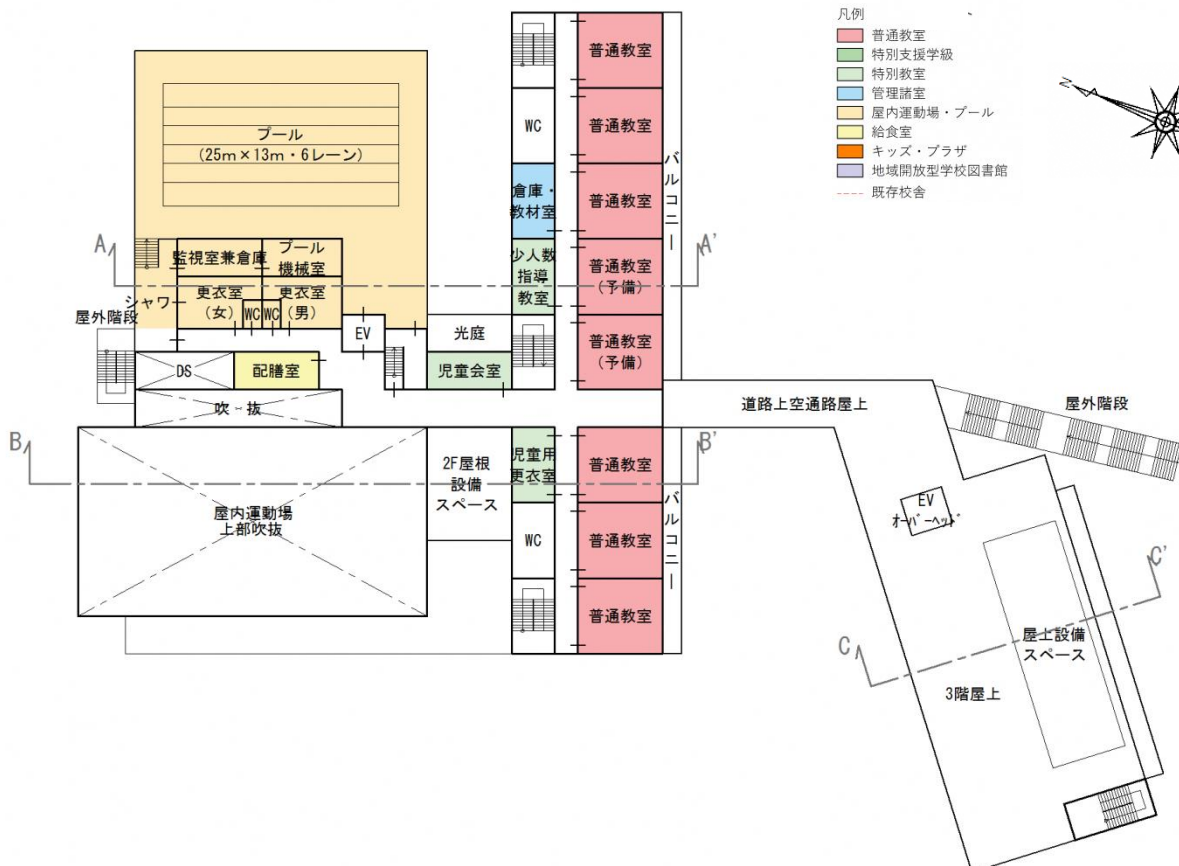 凡例
普通教室
特別支援学級
特別教室
管理諸室
屋内運動場・プール
給食室
キッズ・プラザ
地域開放型学校図書館
既存校舎
N
プール
(25m×13m・6レーン)
普通教室
WC
普通教室
倉庫・
教材室
普通教室
バルコニー
A
A'
監視室兼倉庫
プール
機械室
少人数
指導
教室
普通教室
(予備)
シャワー
更衣室
(女)
WC
WC
更衣室
(男)
屋外階段
EV
光庭
普通教室
(予備)
DS
配膳室
児童会室
吹 抜
道路上空通路屋上
屋外階段
B
B'
2F屋根
設備
スペース
児童用
更衣室
普通教室
バルコニー
屋内運動場
上部吹抜
WC
普通教室
普通教室
EV
オーバーヘッド
C
C'
屋上設備
スペース
3階屋上